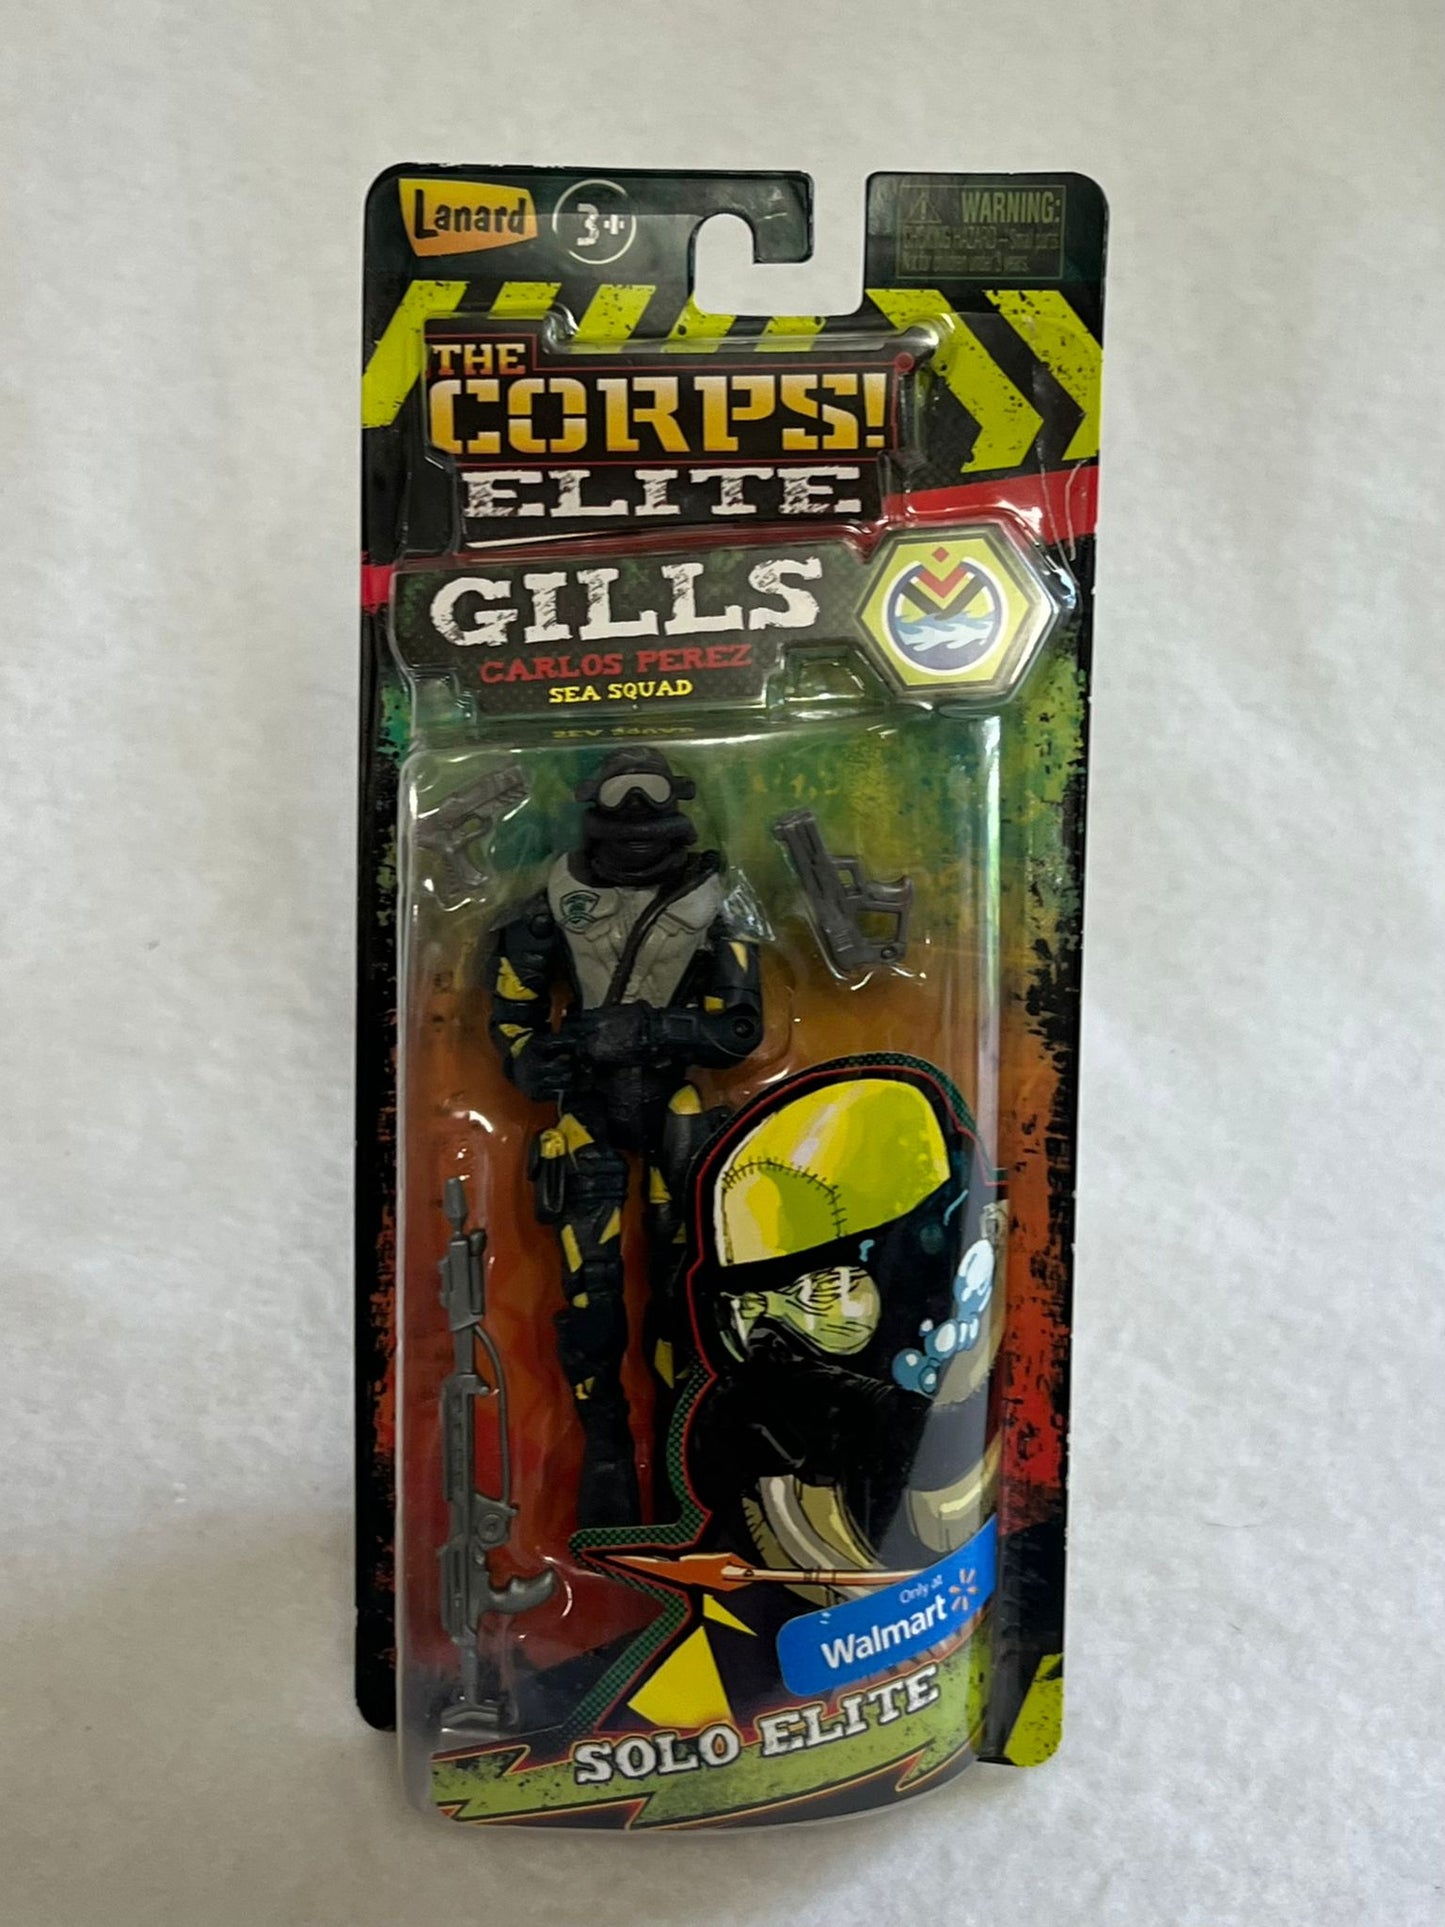 Lanard
3+
WARNING:
CHOKING HAZARD – Small parts
Not for children under 3 years.
THE
CORPS!
ELITE
GILLS
CARLOS PEREZ
SEA SQUAD
Only at
Walmart
SOLO ELITE